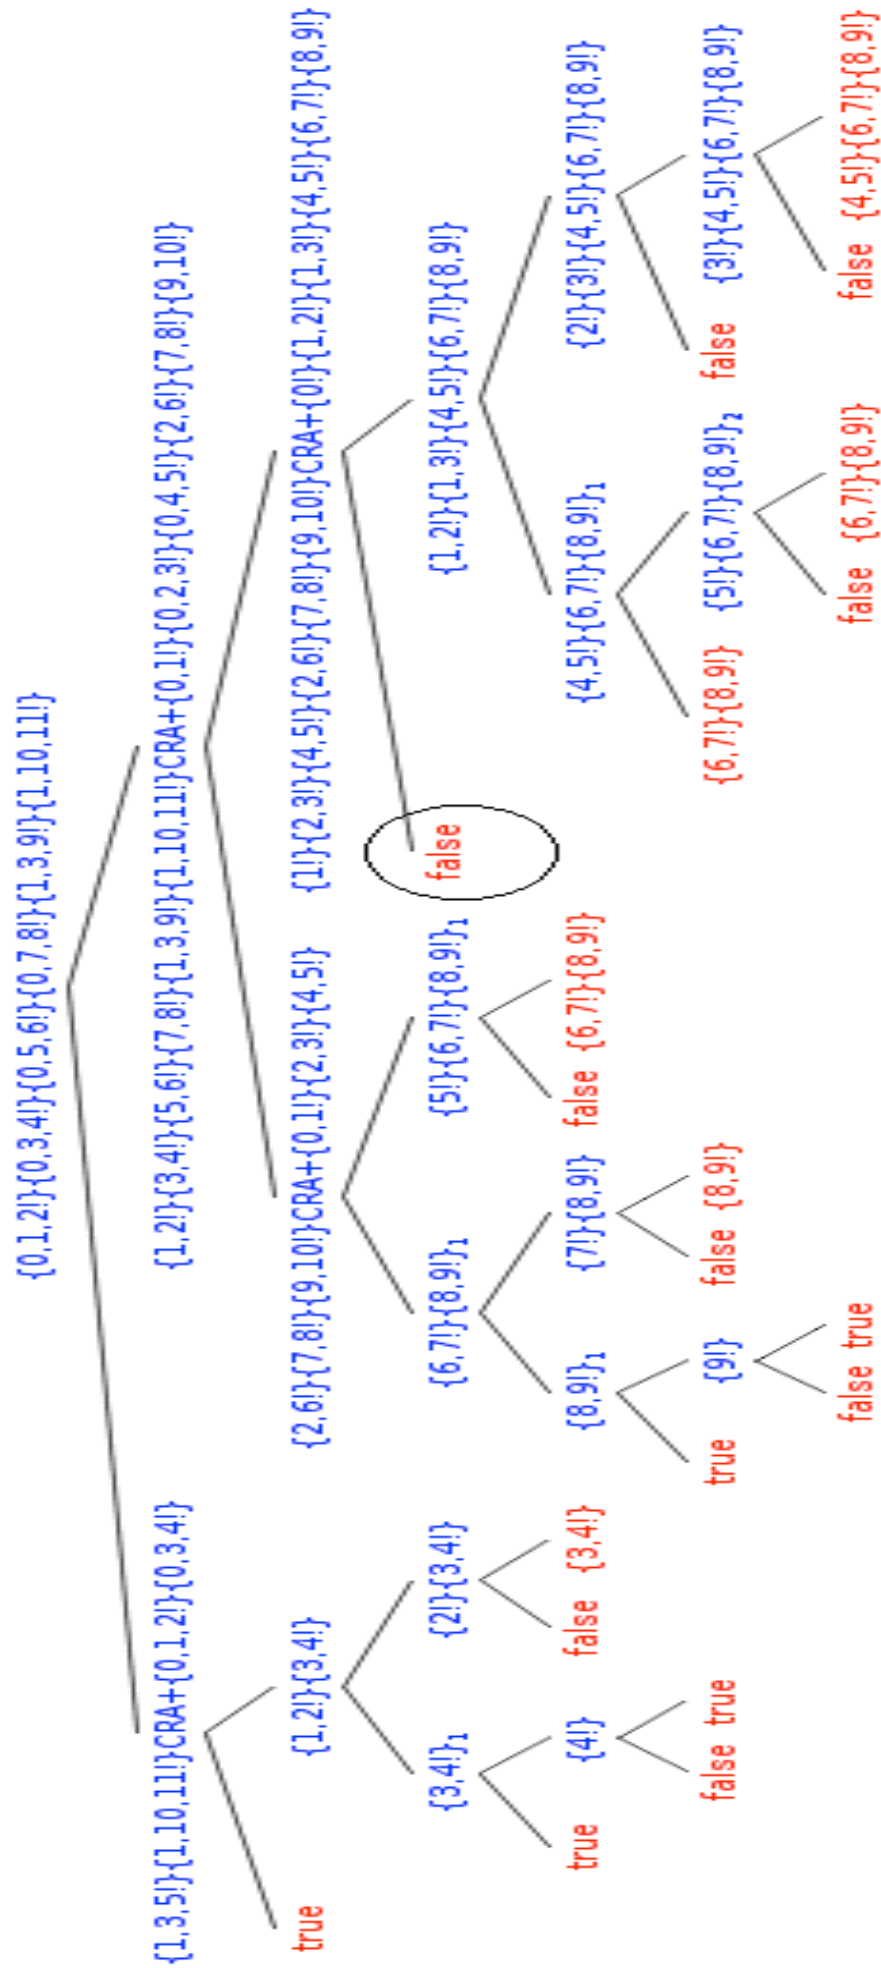 {0,1,2!}{0,3,4!}{0,5,6!}{0,7,8!}{1,3,9!}{1,10,11!}
{1,3,5!}{1,10,11!}CRA+{0,1,2!}{0,3,4!} {1,2!}{3,4!}{5,6!}{7,8!}{1,3,9!}{1,10,11!}CRA+{0,1!}{0,2,3!}{0,4,5!}{2,6!}{7,8!}{9,10!}
true {1,2!}{3,4!} {2,6!}{7,8!}{9,10!}CRA+{0,1!}{2,3!}{4,5!} {1!}{2,3!}{4,5!}{2,6!}{7,8!}{9,10!}CRA+{0!}{1,2!}{1,3!}{4,5!}{6,7!}{8,9!}
{3,4!}₁ {2!}{3,4!} {6,7!}{8,9!}₁ {5!}{6,7!}{8,9!}₁ false {1,2!}{1,3!}{4,5!}{6,7!}{8,9!}
true {4!} false {3,4!} {8,9!}₁ {7!}{8,9!} false {6,7!}{8,9!} {4,5!}{6,7!}{8,9!}₁ {2!}{3!}{4,5!}{6,7!}{8,9!}
false true true {9!} false {8,9!} {6,7!}{8,9!} {5!}{6,7!}{8,9!}₂ false {3!}{4,5!}{6,7!}{8,9!}
false true false {6,7!}{8,9!} false {4,5!}{6,7!}{8,9!}